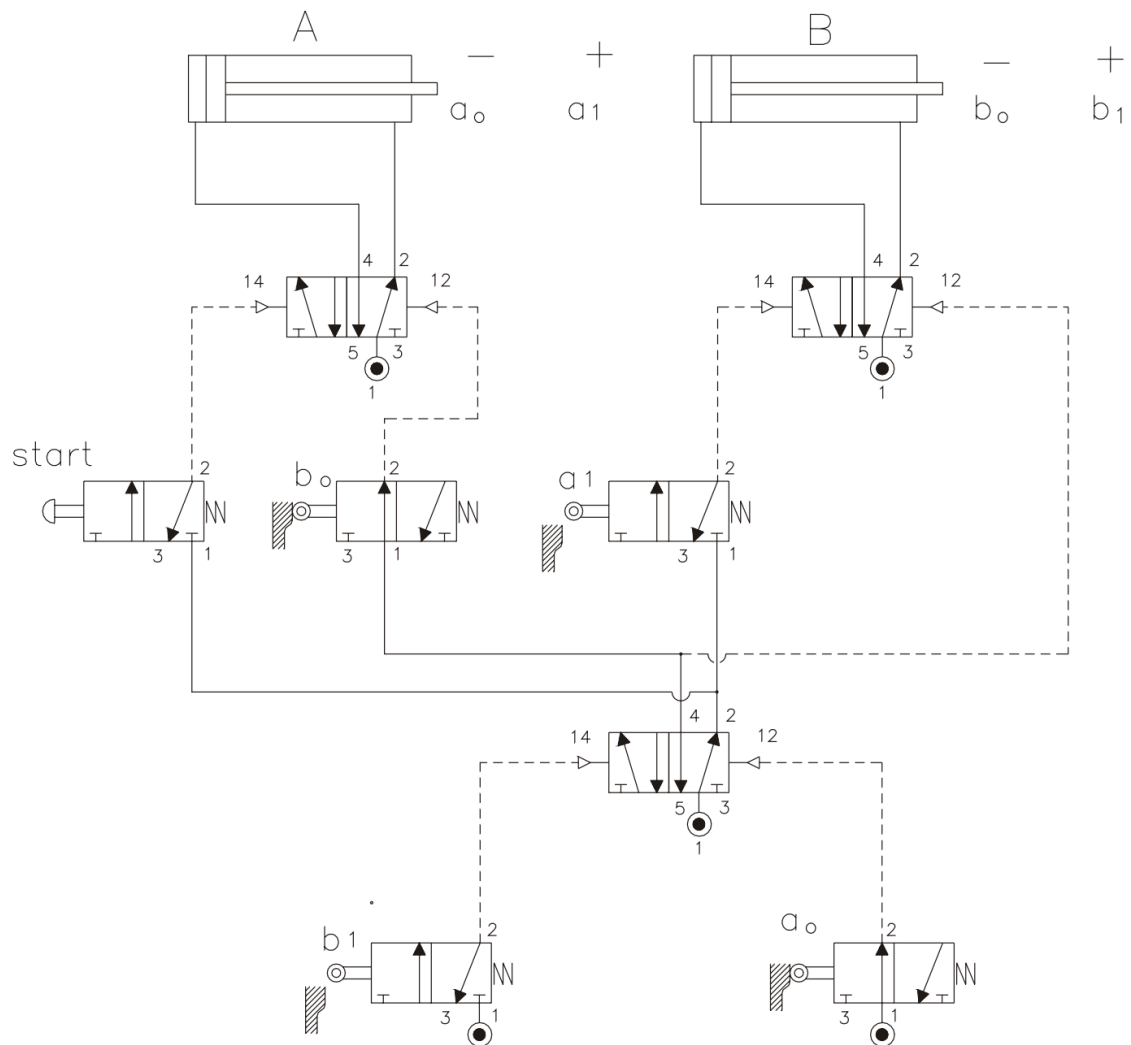 A B
− + − +
a₀ a1 b₀ b1
4 2 4 2
14 12 14 12
5 3 5 3
1 1
start
2 b₀ 2 a1 2
3 1 3 1 3 1
4 2
14 12
5 3
1
b1 2 a₀ 2
3 1 3 1